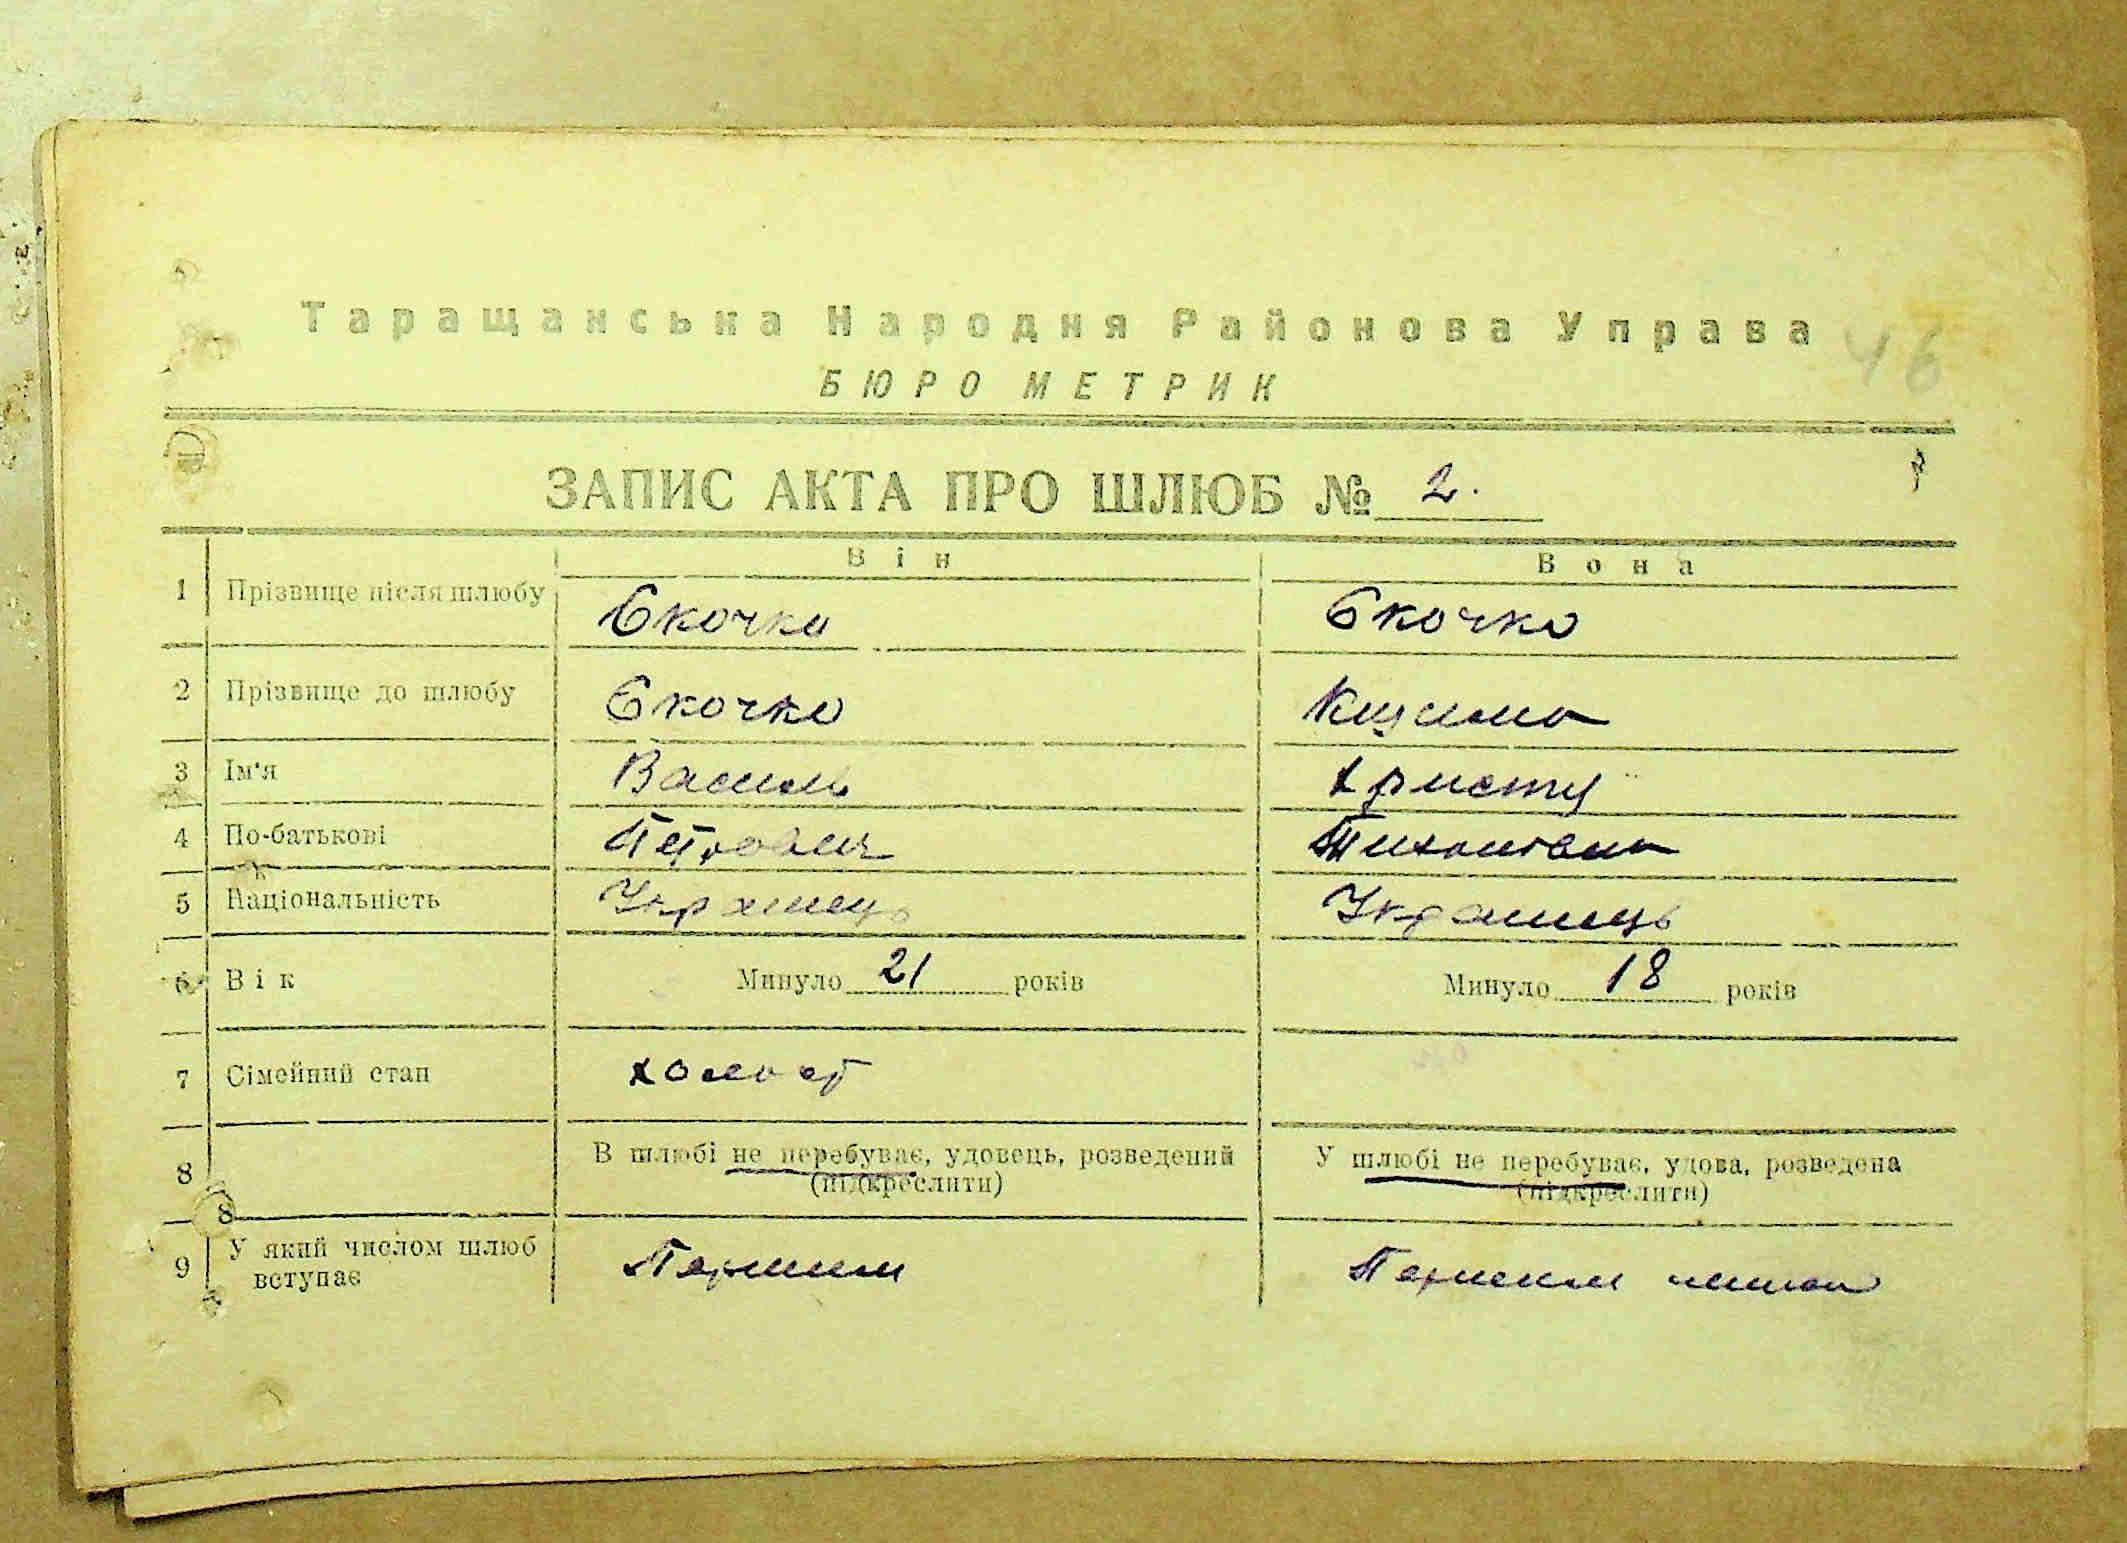 Таращанська Народня Районова Управа
46
БЮРО МЕТРИК
ЗАПИС АКТА ПРО ШЛЮБ № 2.
Він Вона
1 Прізвище після шлюбу Єкочко Єкочко
2 Прізвище до шлюбу Єкочко
3 Ім'я Василь
4 По-батькові Петрович Тихонівна
5 Національність Українець Українець
6 Вік Минуло 21 років Минуло 18 років
7 Сімейний стан холост
8 В шлюбі не перебуває, удовець, розведений У шлюбі не перебуває, удова, розведена
(підкреслити) (підкреслити)
8
9 У який числом шлюб Першим Першим
вступає